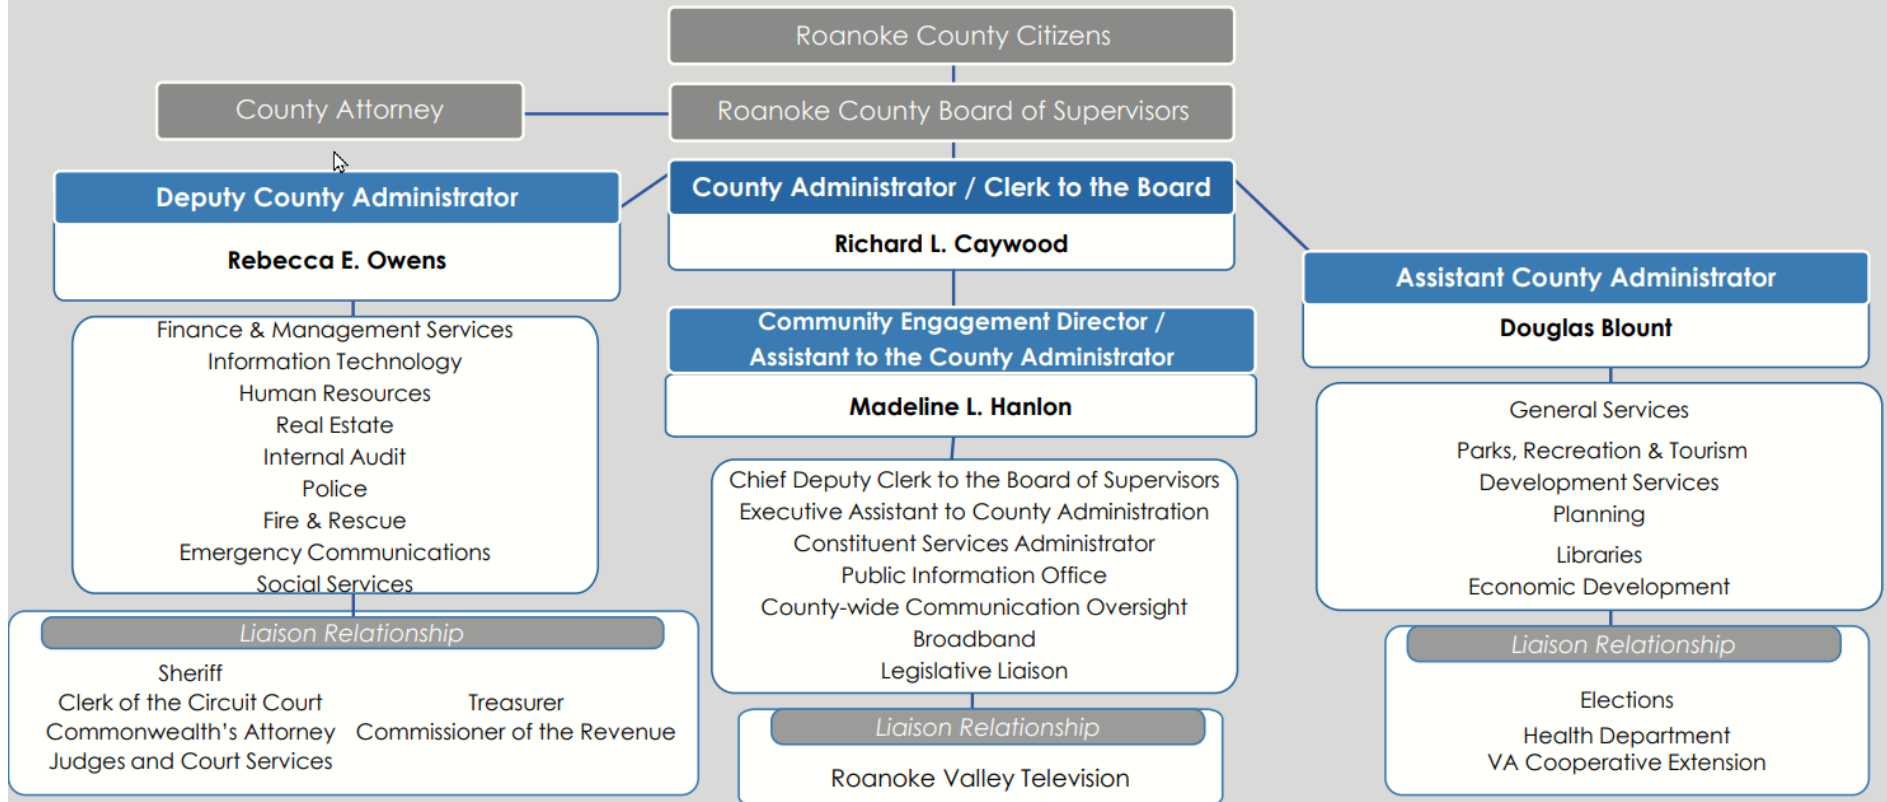 Roanoke County Citizens
County Attorney
Roanoke County Board of Supervisors
Deputy County Administrator
Rebecca E. Owens
Finance & Management Services
Information Technology
Human Resources
Real Estate
Internal Audit
Police
Fire & Rescue
Emergency Communications
Social Services
Liaison Relationship
Sheriff
Clerk of the Circuit Court
Commonwealth's Attorney
Judges and Court Services
Treasurer
Commissioner of the Revenue
County Administrator / Clerk to the Board
Richard L. Caywood
Community Engagement Director /
Assistant to the County Administrator
Madeline L. Hanlon
Chief Deputy Clerk to the Board of Supervisors
Executive Assistant to County Administration
Constituent Services Administrator
Public Information Office
County-wide Communication Oversight
Broadband
Legislative Liaison
Liaison Relationship
Roanoke Valley Television
Assistant County Administrator
Douglas Blount
General Services
Parks, Recreation & Tourism
Development Services
Planning
Libraries
Economic Development
Liaison Relationship
Elections
Health Department
VA Cooperative Extension